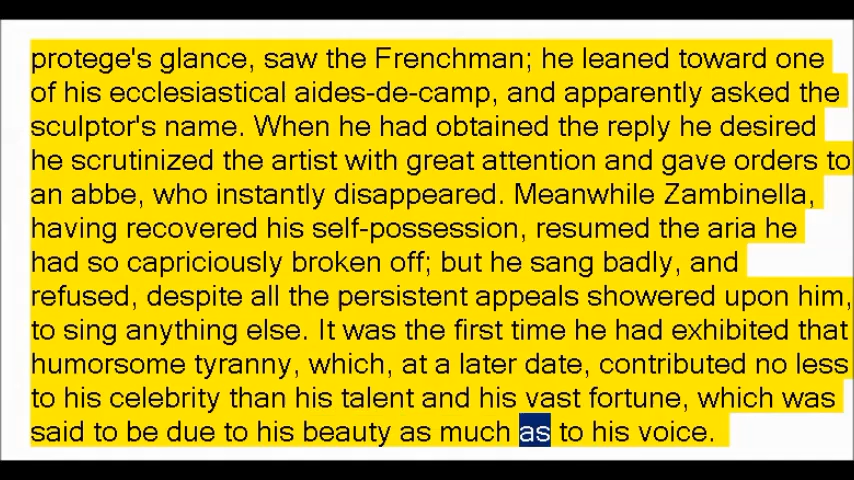 protege's glance, saw the Frenchman; he leaned toward one
of his ecclesiastical aides-de-camp, and apparently asked the
sculptor's name. When he had obtained the reply he desired
he scrutinized the artist with great attention and gave orders to
an abbe, who instantly disappeared. Meanwhile Zambinella,
having recovered his self-possession, resumed the aria he
had so capriciously broken off; but he sang badly, and
refused, despite all the persistent appeals showered upon him,
to sing anything else. It was the first time he had exhibited that
humorsome tyranny, which, at a later date, contributed no less
to his celebrity than his talent and his vast fortune, which was
said to be due to his beauty as much as to his voice.